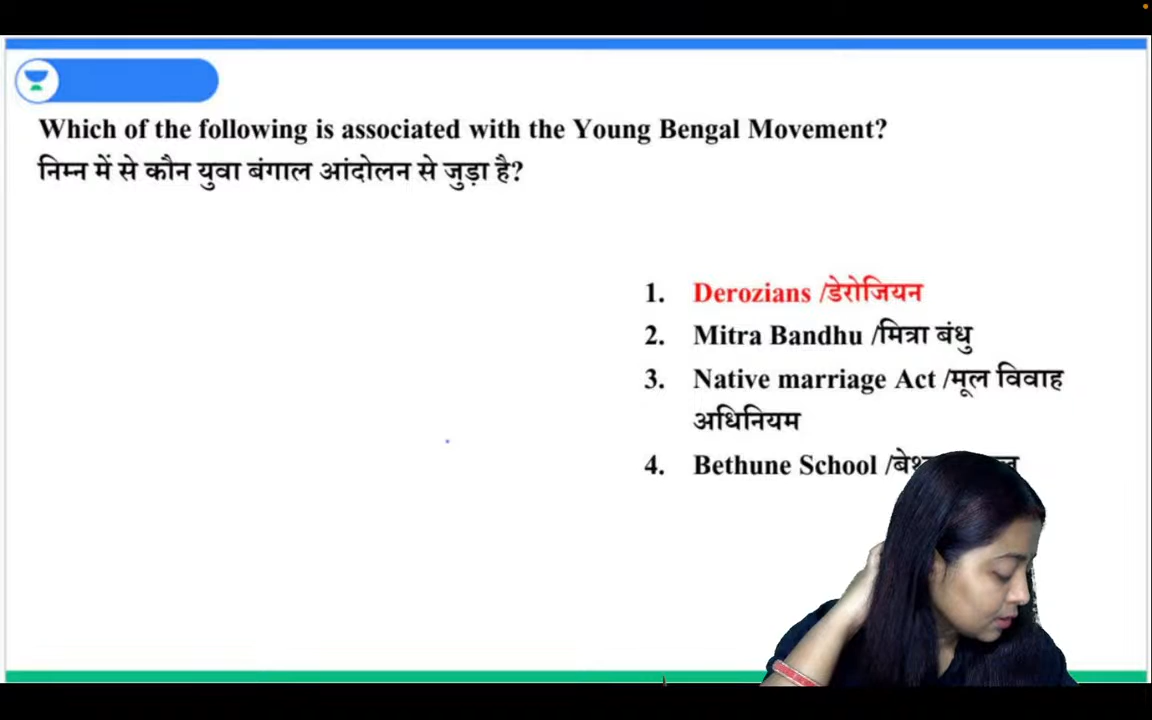 Which of the following is associated with the Young Bengal Movement?
निम्न में से कौन युवा बंगाल आंदोलन से जुड़ा है?
1. Derozians /डेरोजियन
2. Mitra Bandhu /मित्रा बंधु
3. Native marriage Act /मूल विवाह
अधिनियम
4. Bethune School